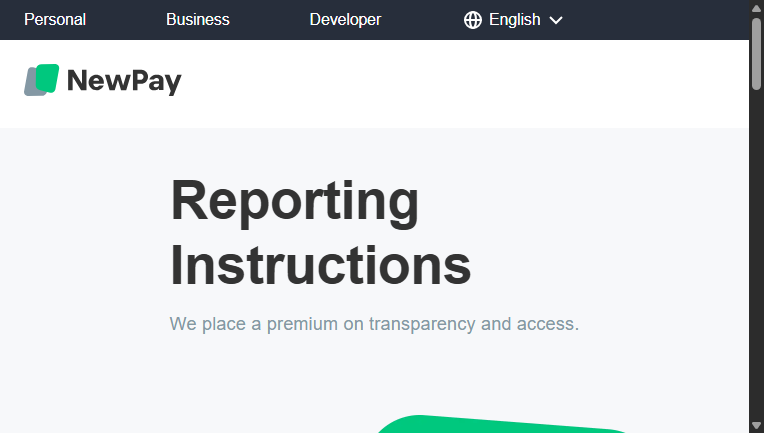 Personal Business Developer English
NewPay
Reporting
Instructions
We place a premium on transparency and access.